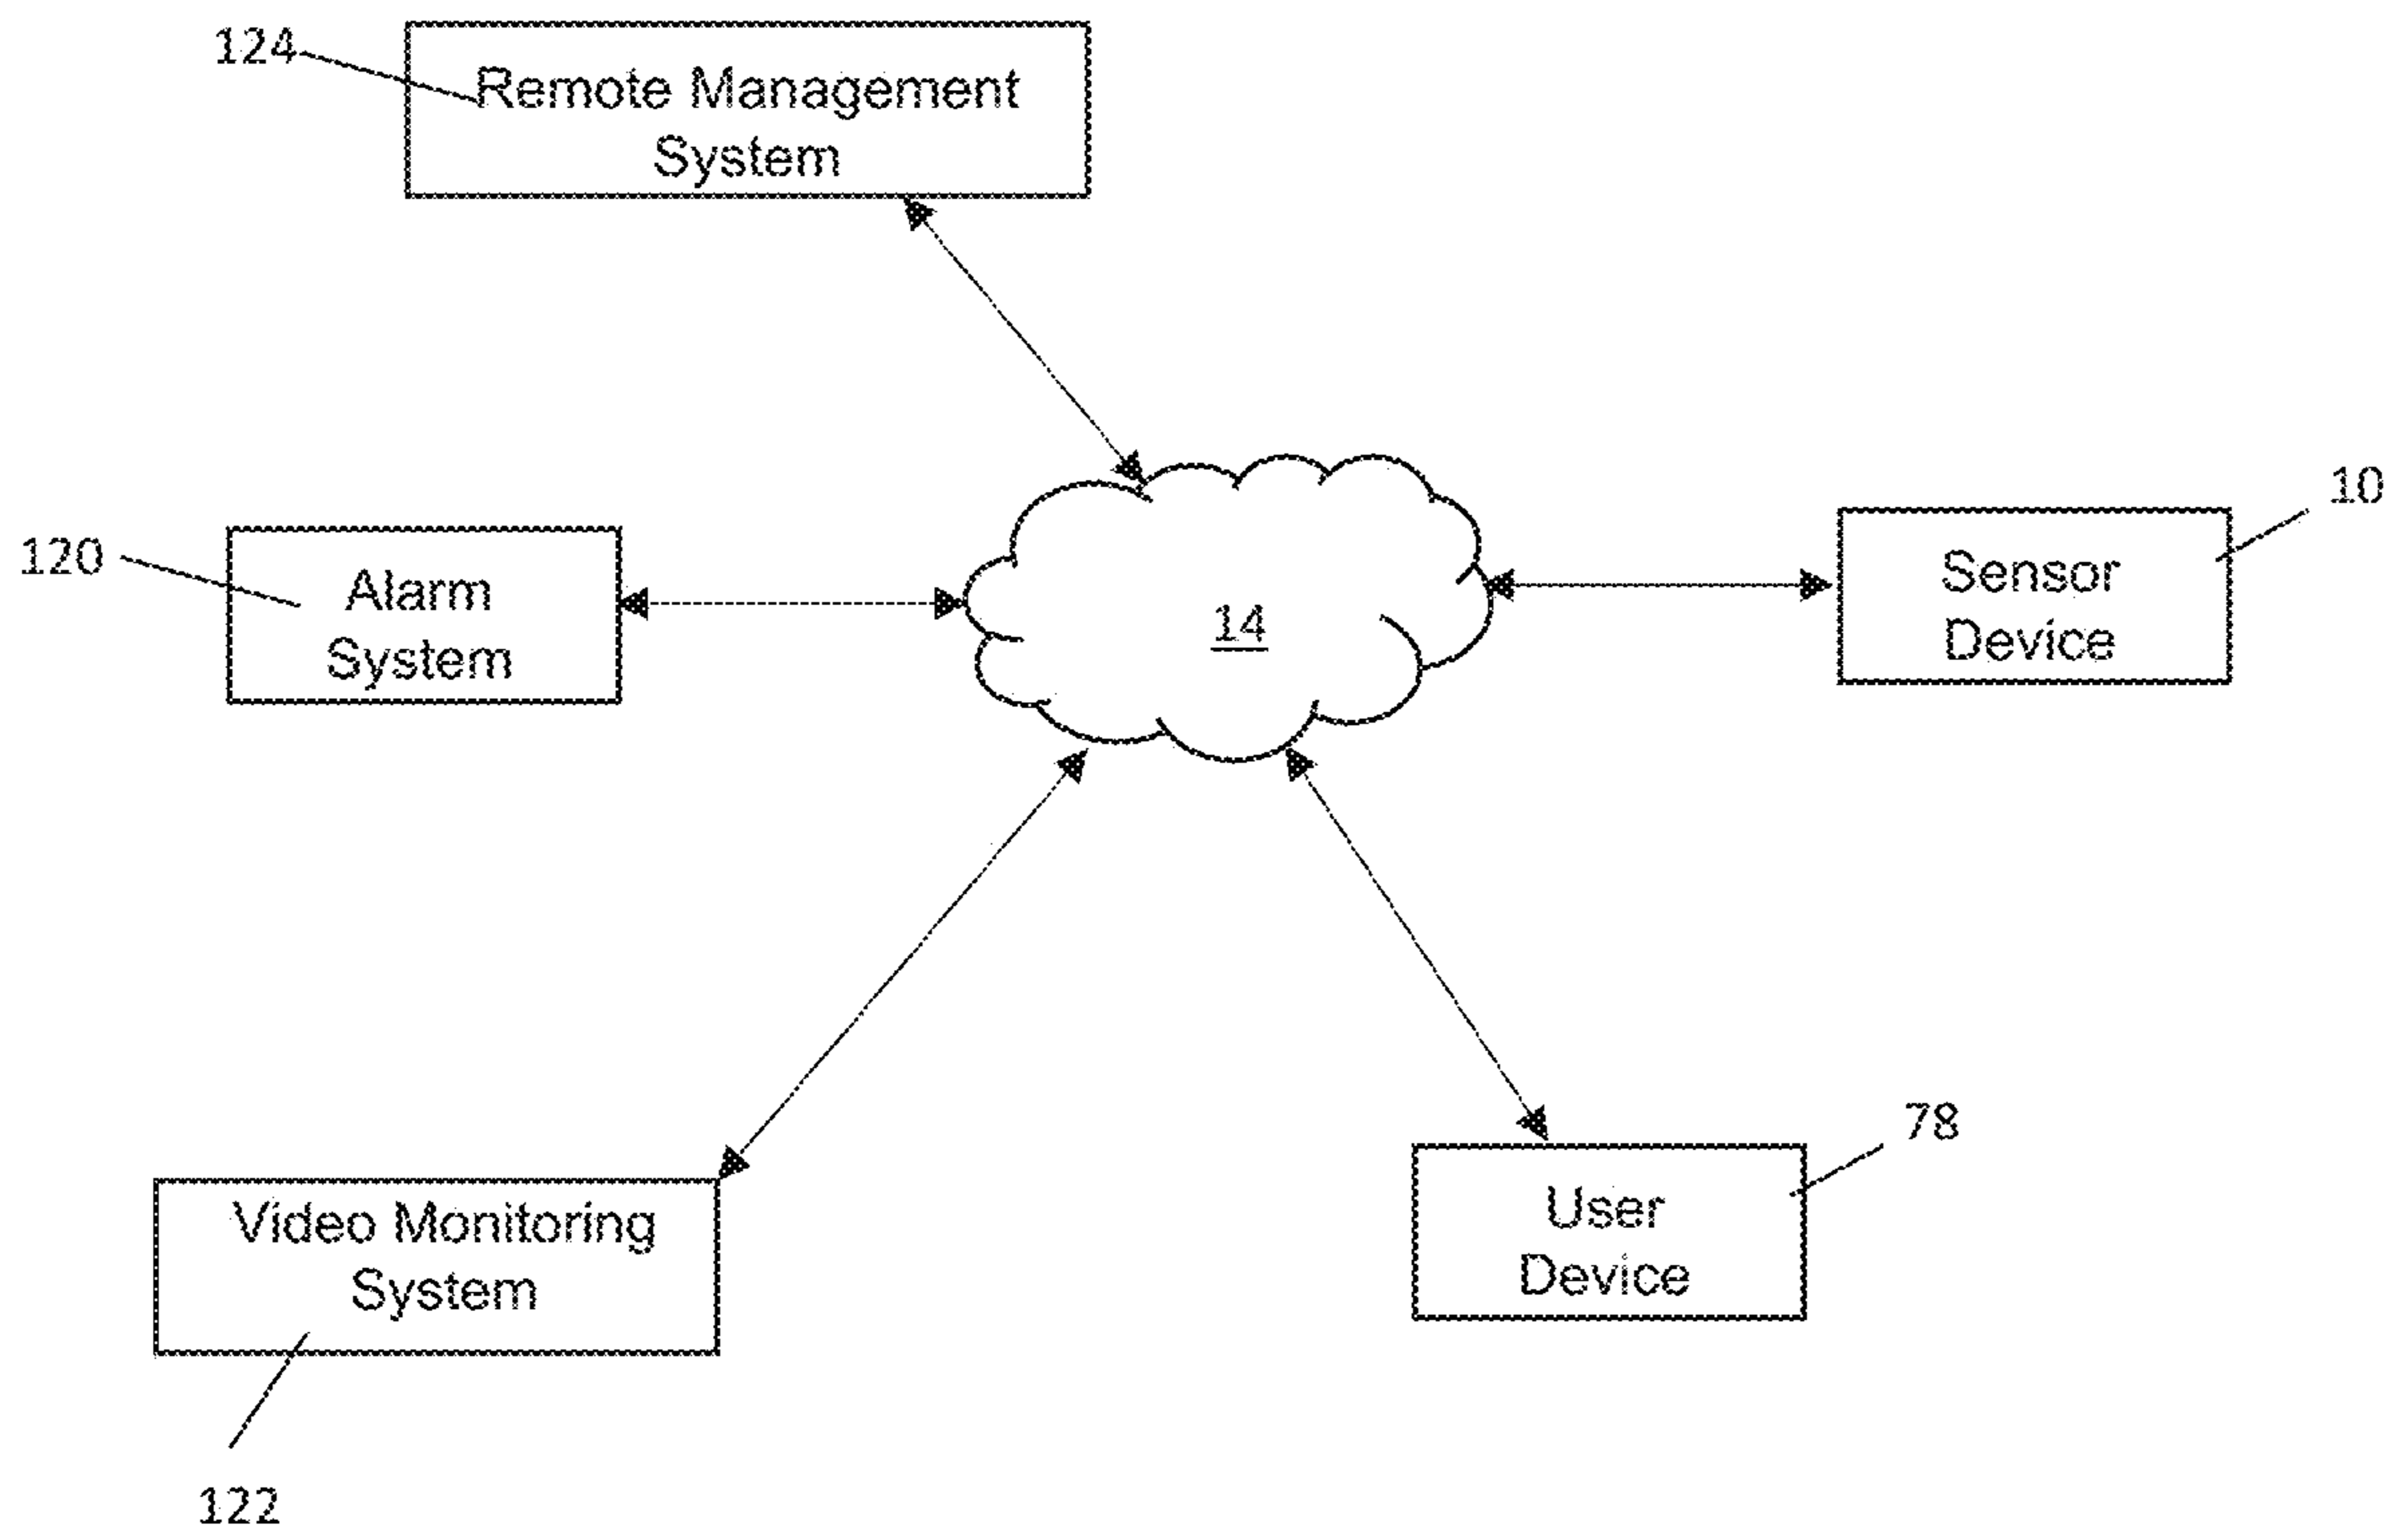 124
Remote Management
System
10
120
Alarm
System
14
Sensor
Device
78
Video Monitoring
System
User
Device
122